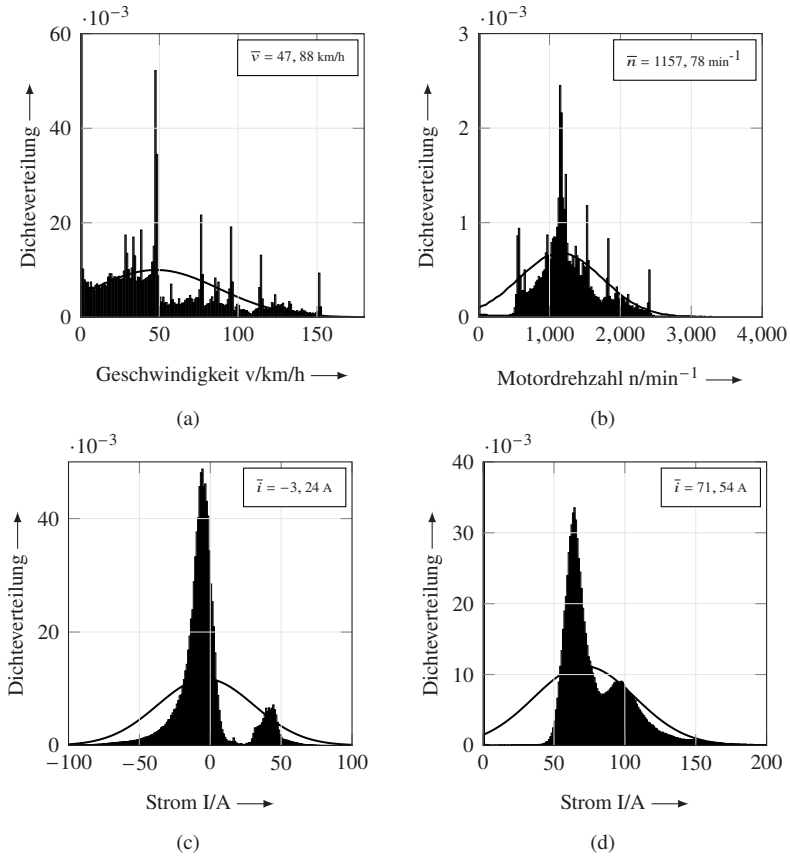 ·10⁻³
60
40
20
0
v̅ = 47, 88 km/h
Dichteverteilung
0 50 100 150
Geschwindigkeit v/km/h
(a)
·10⁻³
3
2
1
0
n̅ = 1157, 78 min⁻¹
Dichteverteilung
0 1,000 2,000 3,000 4,000
Motordrehzahl n/min⁻¹
(b)
·10⁻³
40
20
0
i̅ = −3, 24 A
Dichteverteilung
−100 −50 0 50 100
Strom I/A
(c)
·10⁻³
40
30
20
10
0
i̅ = 71, 54 A
Dichteverteilung
0 50 100 150 200
Strom I/A
(d)